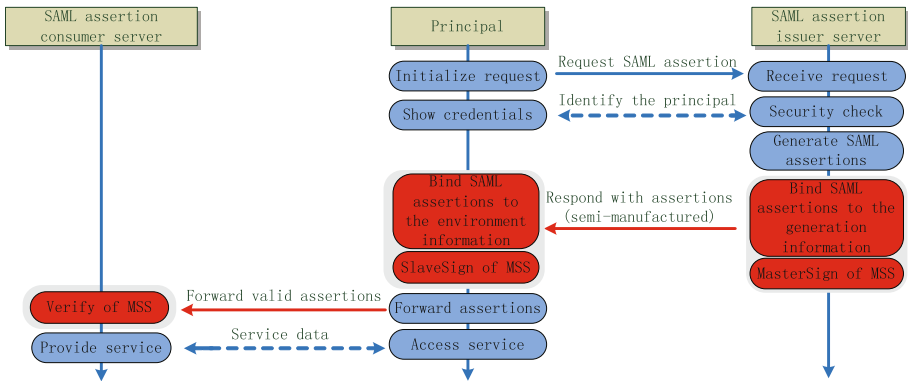 SAML assertion
consumer server
Principal
SAML assertion
issuer server
Initialize request
Request SAML assertion
Receive request
Show credentials
Identify the principal
Security check
Generate SAML
assertions
Bind SAML
assertions to
the environment
information
Respond with assertions
(semi-manufactured)
Bind SAML
assertions to the
generation
information
SlaveSign of MSS
MasterSign of MSS
Verify of MSS
Forward valid assertions
Forward assertions
Provide service
Service data
Access service